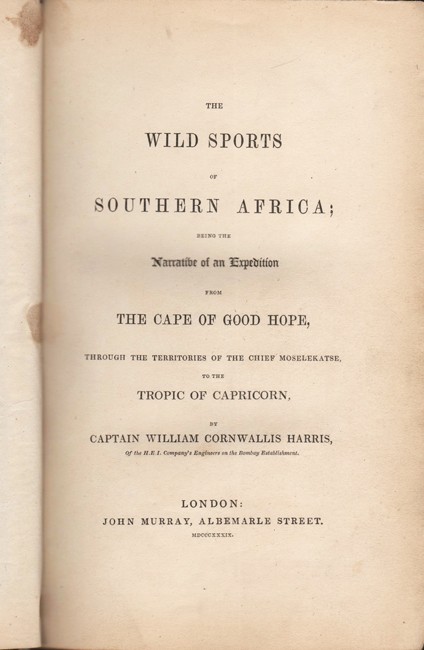 THE
WILD SPORTS
OF
SOUTHERN AFRICA;
BEING THE
Narrative of an Expedition
FROM
THE CAPE OF GOOD HOPE,
THROUGH THE TERRITORIES OF THE CHIEF MOSELEKATSE,
TO THE
TROPIC OF CAPRICORN,
BY
CAPTAIN WILLIAM CORNWALLIS HARRIS,
Of the H.E.I. Company's Engineers on the Bombay Establishment.
LONDON:
JOHN MURRAY, ALBEMARLE STREET.
MDCCCXXXIX.